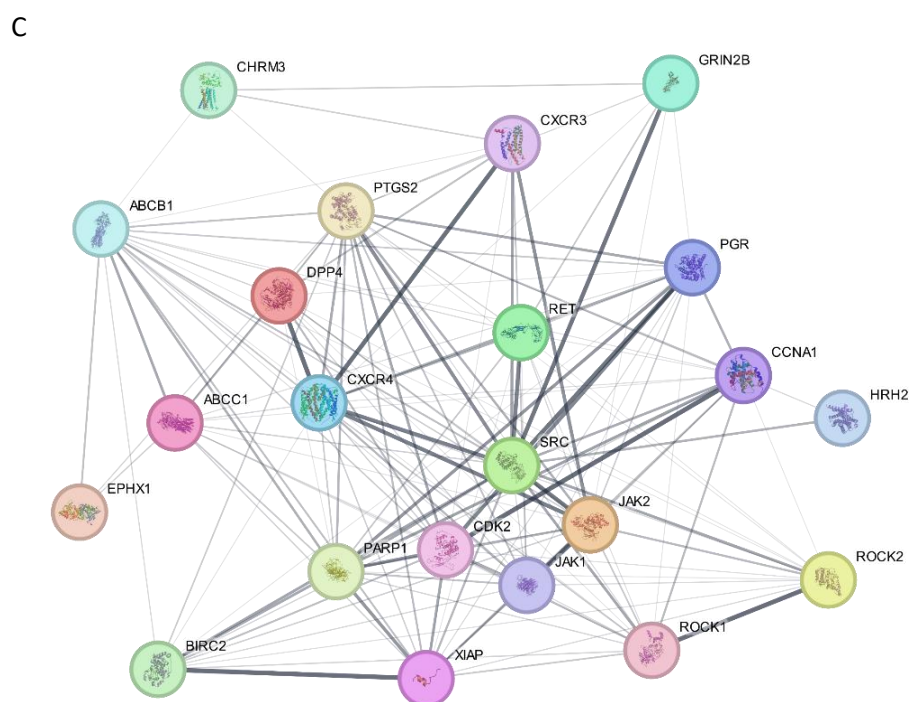 C
CHRM3
GRIN2B
CXCR3
PTGS2
ABCB1
PGR
DPP4
RET
CCNA1
CXCR4
HRH2
ABCC1
SRC
EPHX1
JAK2
CDK2
PARP1
JAK1
ROCK2
ROCK1
BIRC2
XIAP